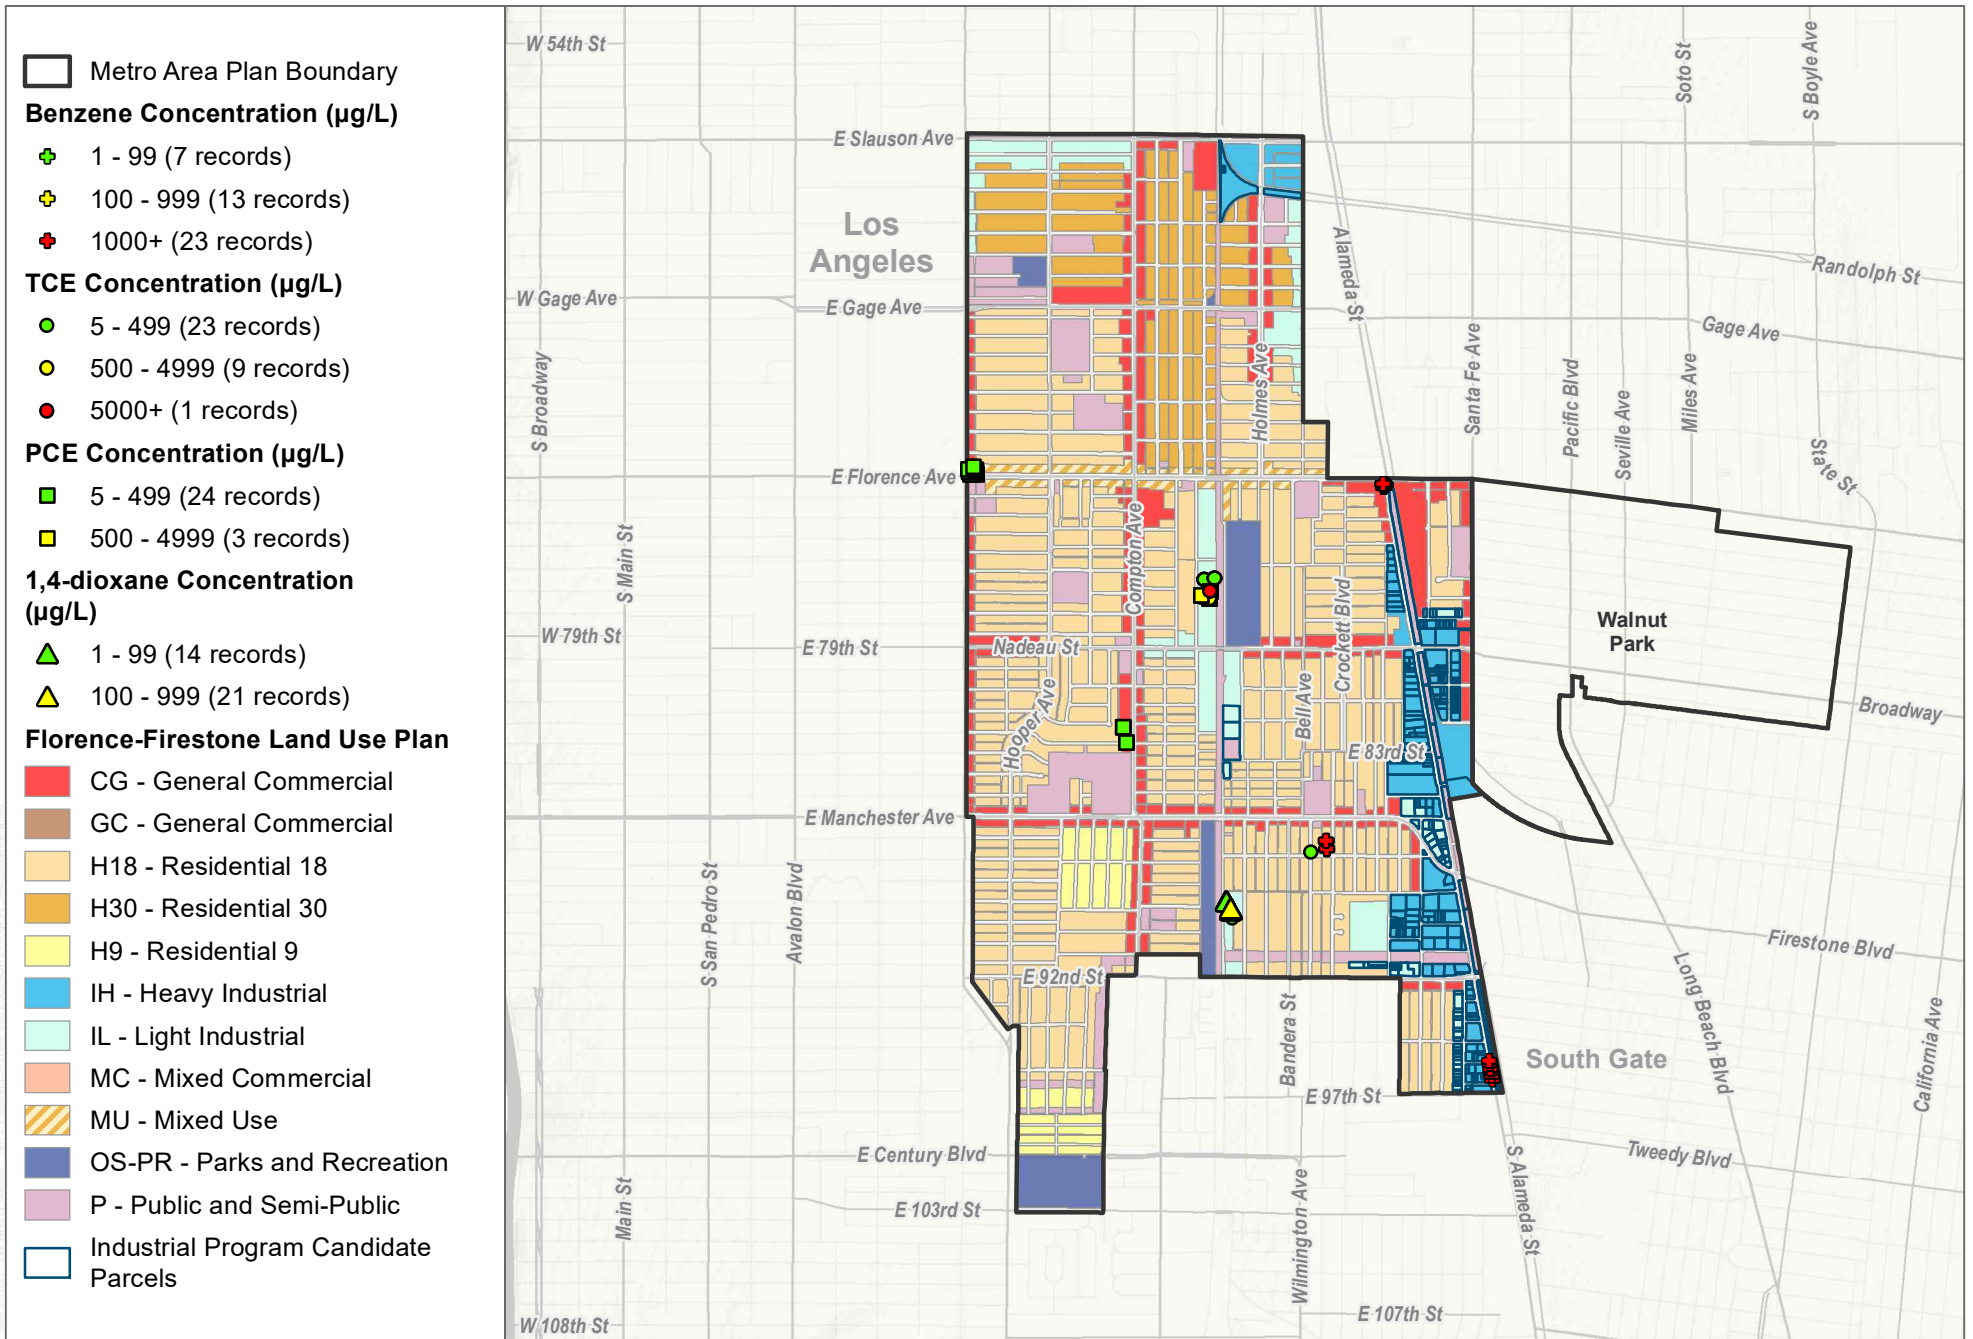 Metro Area Plan Boundary
Benzene Concentration (µg/L)
1 - 99 (7 records)
100 - 999 (13 records)
1000+ (23 records)
TCE Concentration (µg/L)
5 - 499 (23 records)
500 - 4999 (9 records)
5000+ (1 records)
PCE Concentration (µg/L)
5 - 499 (24 records)
500 - 4999 (3 records)
1,4-dioxane Concentration
(µg/L)
1 - 99 (14 records)
100 - 999 (21 records)
Florence-Firestone Land Use Plan
CG - General Commercial
GC - General Commercial
H18 - Residential 18
H30 - Residential 30
H9 - Residential 9
IH - Heavy Industrial
IL - Light Industrial
MC - Mixed Commercial
MU - Mixed Use
OS-PR - Parks and Recreation
P - Public and Semi-Public
Industrial Program Candidate
Parcels
W 54th St
Soto St
S Boyle Ave
E Slauson Ave
Los
Angeles
Alameda St
Randolph St
W Gage Ave
E Gage Ave
Gage Ave
S Broadway
Holmes Ave
Santa Fe Ave
Pacific Blvd
Seville Ave
Miles Ave
State St
E Florence Ave
S Main St
Compton Ave
Crockett Blvd
Walnut
Park
W 79th St
E 79th St
Nadeau St
Hooper Ave
Bell Ave
Broadway
E 83rd St
E Manchester Ave
S San Pedro St
Avalon Blvd
Firestone Blvd
E 92nd St
Bandera St
Long Beach Blvd
California Ave
South Gate
E 97th St
E Century Blvd
Tweedy Blvd
S Alameda St
Main St
E 103rd St
Wilmington Ave
E 107th St
W 108th St